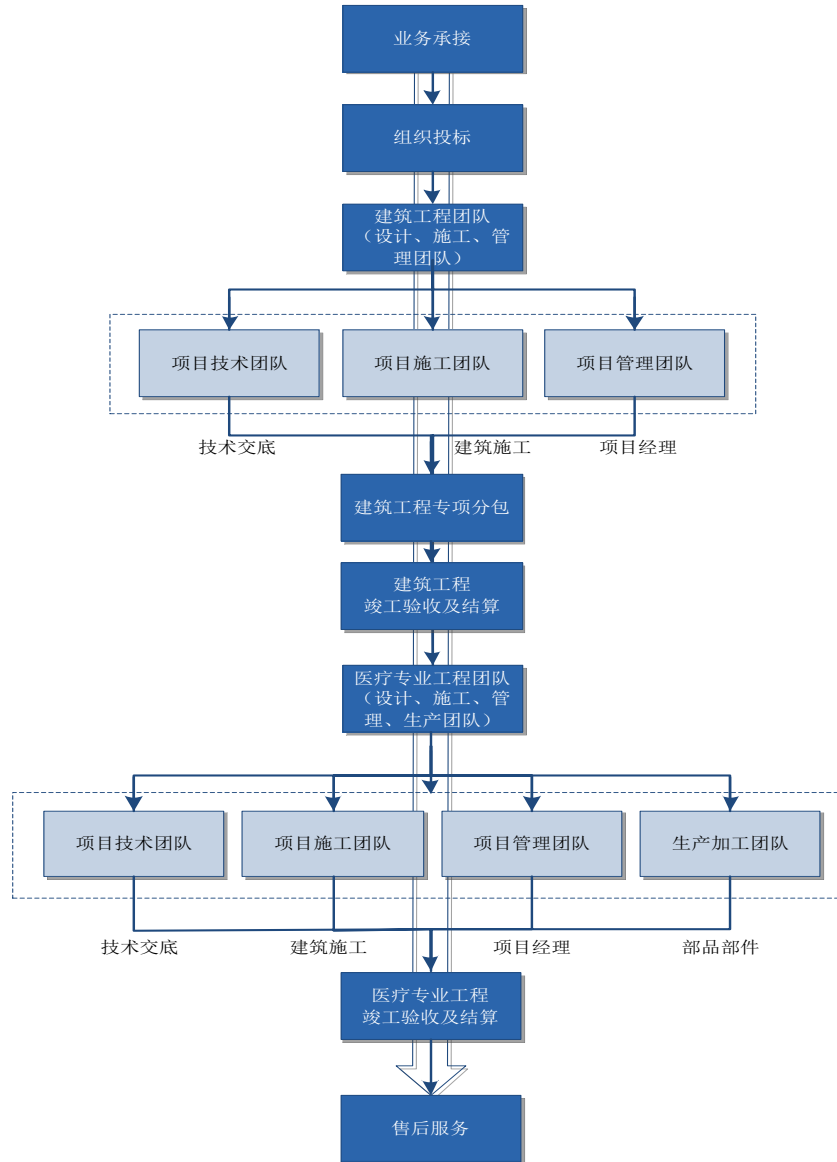 业务承接
组织投标
建筑工程团队
（设计、施工、管
理团队）
项目技术团队
项目施工团队
项目管理团队
技术交底
建筑施工
项目经理
建筑工程专项分包
建筑工程
竣工验收及结算
医疗专业工程团队
（设计、施工、管
理、生产团队）
项目技术团队
项目施工团队
项目管理团队
生产加工团队
技术交底
建筑施工
项目经理
部品部件
医疗专业工程
竣工验收及结算
售后服务